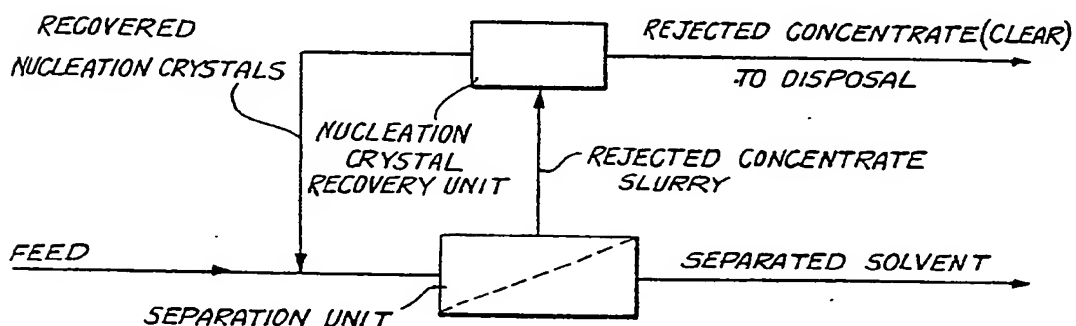 RECOVERED
NUCLEATION CRYSTALS
REJECTED CONCENTRATE (CLEAR)
TO DISPOSAL
NUCLEATION
CRYSTAL
RECOVERY UNIT
REJECTED CONCENTRATE
SLURRY
FEED
SEPARATED SOLVENT
SEPARATION UNIT